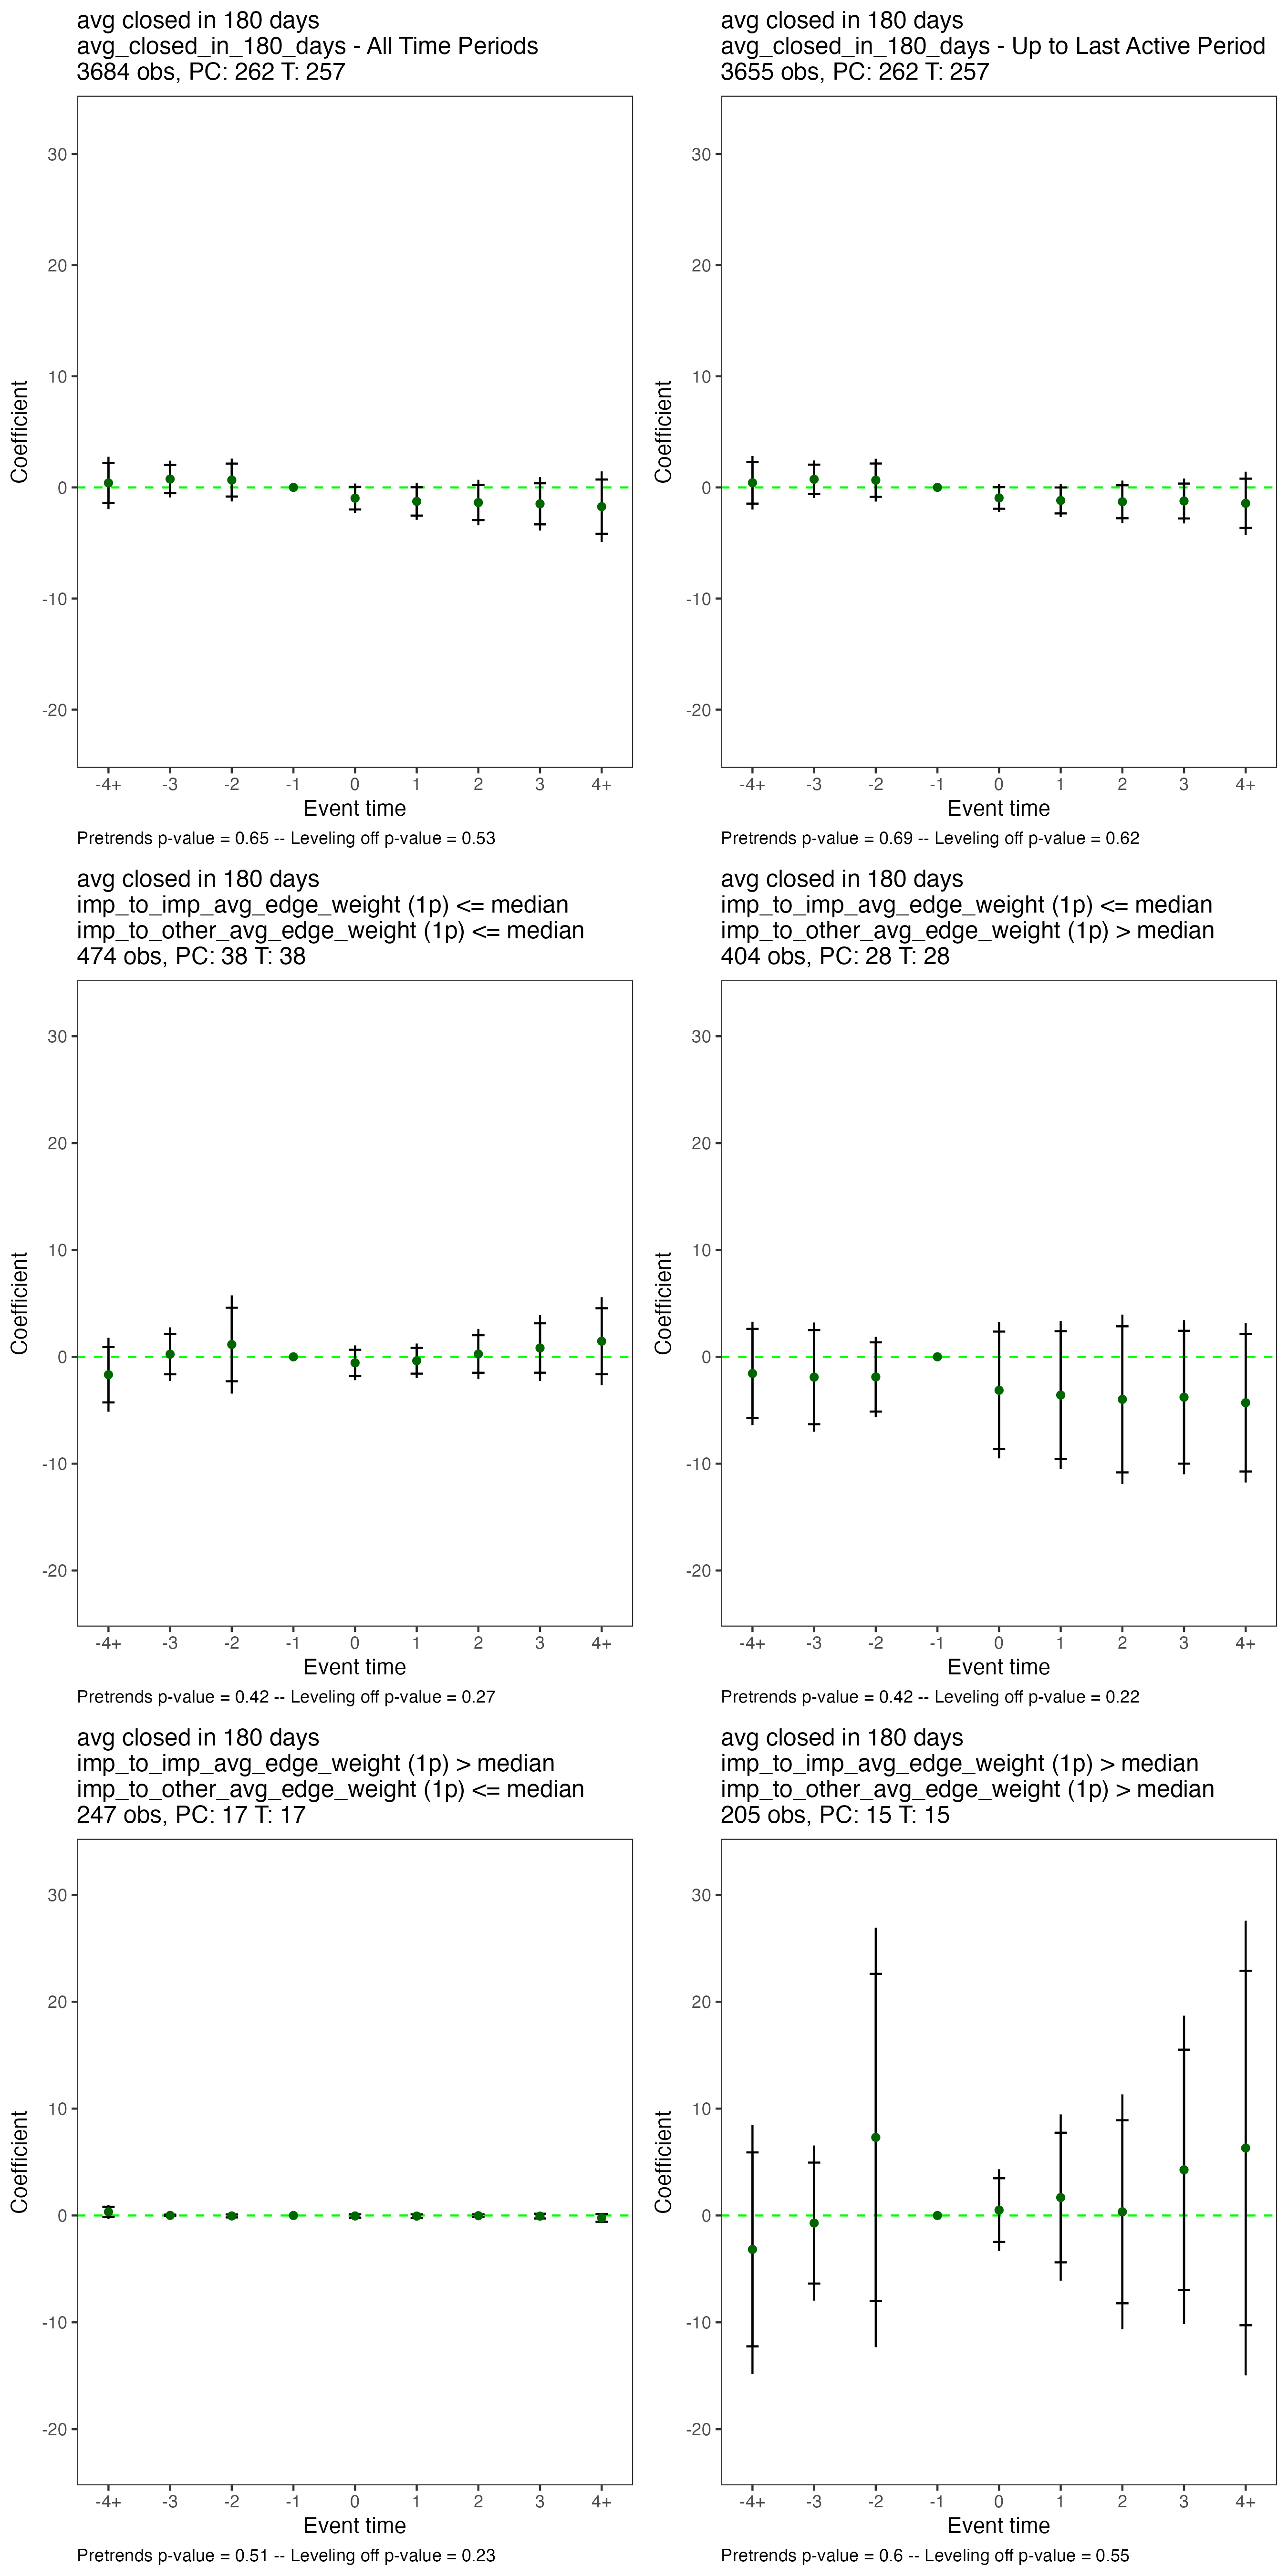 avg closed in 180 days
avg_closed_in_180_days - All Time Periods
3684 obs, PC: 262 T: 257
30
20
10
0
-10
-20
Coefficient
-4+ -3 -2 -1 0 1 2 3 4+
Event time
Pretrends p-value = 0.65 -- Leveling off p-value = 0.53
avg closed in 180 days
avg_closed_in_180_days - Up to Last Active Period
3655 obs, PC: 262 T: 257
30
20
10
0
-10
-20
Coefficient
-4+ -3 -2 -1 0 1 2 3 4+
Event time
Pretrends p-value = 0.69 -- Leveling off p-value = 0.62
avg closed in 180 days
imp_to_imp_avg_edge_weight (1p) <= median
imp_to_other_avg_edge_weight (1p) <= median
474 obs, PC: 38 T: 38
30
20
10
0
-10
-20
Coefficient
-4+ -3 -2 -1 0 1 2 3 4+
Event time
Pretrends p-value = 0.42 -- Leveling off p-value = 0.27
avg closed in 180 days
imp_to_imp_avg_edge_weight (1p) <= median
imp_to_other_avg_edge_weight (1p) > median
404 obs, PC: 28 T: 28
30
20
10
0
-10
-20
Coefficient
-4+ -3 -2 -1 0 1 2 3 4+
Event time
Pretrends p-value = 0.42 -- Leveling off p-value = 0.22
avg closed in 180 days
imp_to_imp_avg_edge_weight (1p) > median
imp_to_other_avg_edge_weight (1p) <= median
247 obs, PC: 17 T: 17
30
20
10
0
-10
-20
Coefficient
-4+ -3 -2 -1 0 1 2 3 4+
Event time
Pretrends p-value = 0.51 -- Leveling off p-value = 0.23
avg closed in 180 days
imp_to_imp_avg_edge_weight (1p) > median
imp_to_other_avg_edge_weight (1p) > median
205 obs, PC: 15 T: 15
30
20
10
0
-10
-20
Coefficient
-4+ -3 -2 -1 0 1 2 3 4+
Event time
Pretrends p-value = 0.6 -- Leveling off p-value = 0.55